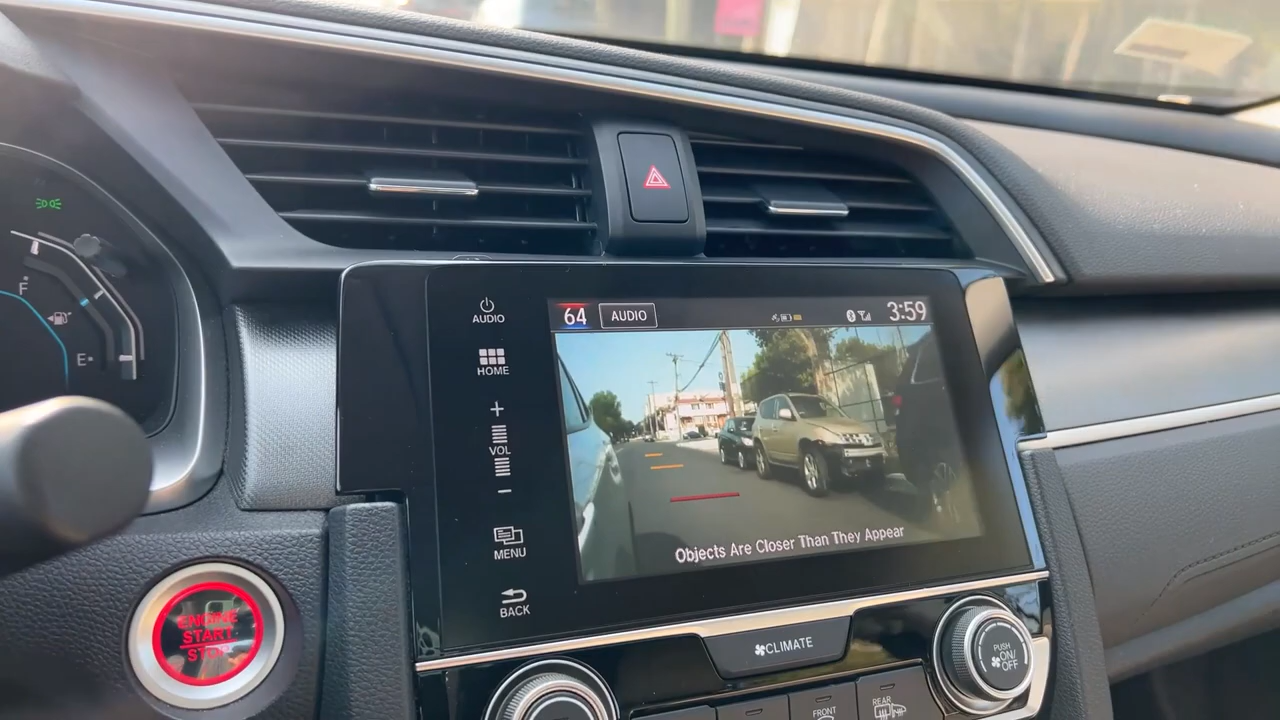 F
E
AUDIO
HOME
+
VOL
-
MENU
BACK
64
AUDIO
3:59
Objects Are Closer Than They Appear
ENGINE
START
STOP
CLIMATE
PUSH
ON/
OFF
FRONT
REAR